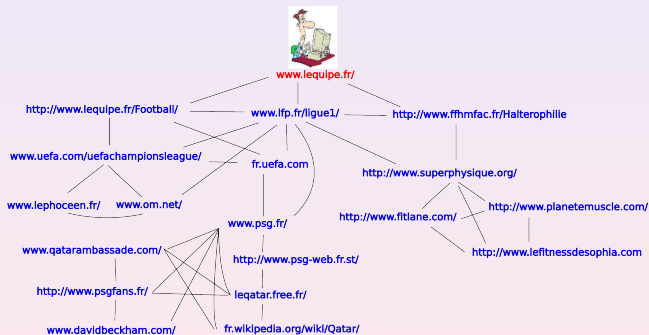 www.lequipe.fr/
http://www.lequipe.fr/Football/
www.lfp.fr/ligue1/
http://www.ffhmfac.fr/Halterophilie
www.uefa.com/uefachampionsleague/
fr.uefa.com
http://www.superphysique.org/
www.lephoceen.fr/
www.om.net/
http://www.planetemuscle.com/
http://www.fitlane.com/
www.psg.fr/
www.qatarambassade.com/
http://www.lefitnessdesophia.com
http://www.psg-web.fr.st/
http://www.psgfans.fr/
leqatar.free.fr/
www.davidbeckham.com/
fr.wikipedia.org/wiki/Qatar/